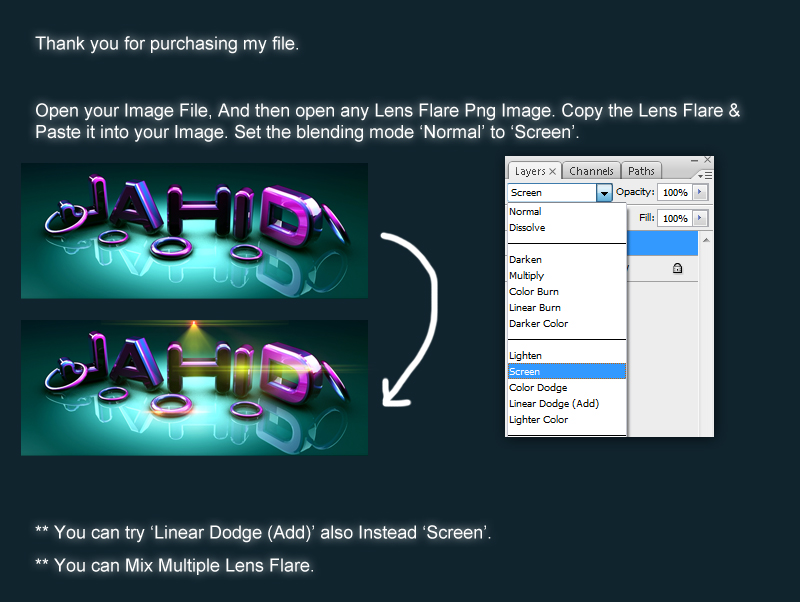 Thank you for purchasing my file.
Open your Image File, And then open any Lens Flare Png Image. Copy the Lens Flare &
Paste it into your Image. Set the blending mode ‘Normal’ to ‘Screen’.
JAHID
JAHID
Layers × Channels Paths
Screen Opacity: 100%
Normal Fill: 100%
Dissolve
Darken
Multiply
Color Burn
Linear Burn
Darker Color
Lighten
Screen
Color Dodge
Linear Dodge (Add)
Lighter Color
** You can try ‘Linear Dodge (Add)’ also Instead ‘Screen’.
** You can Mix Multiple Lens Flare.